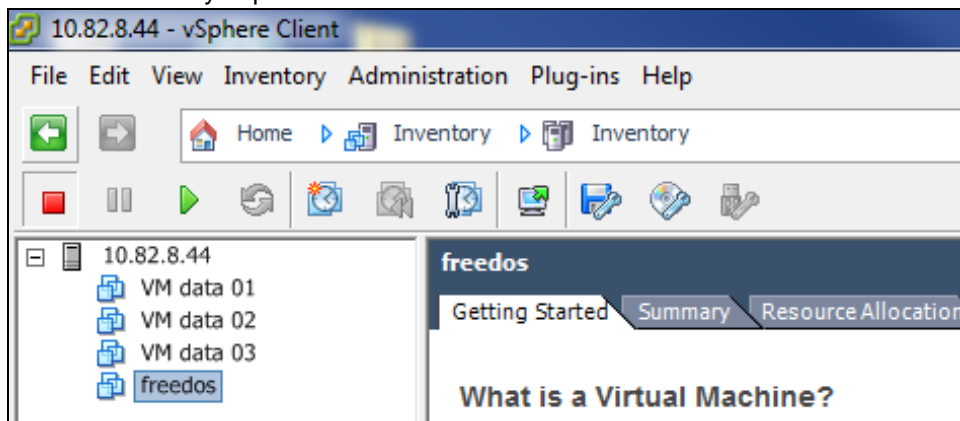 10.82.8.44 - vSphere Client
File Edit View Inventory Administration Plug-ins Help
Home Inventory Inventory
10.82.8.44
VM data 01
VM data 02
VM data 03
freedos
freedos
Getting Started Summary Resource Allocation
What is a Virtual Machine?